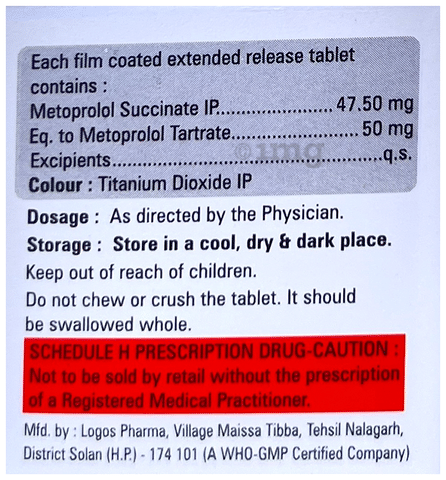 Each film coated extended release tablet
contains :
Metoprolol Succinate IP.....................47.50 mg
Eq. to Metoprolol Tartrate.....................50 mg
Excipients.............................................q.s.
Colour : Titanium Dioxide IP
Dosage : As directed by the Physician.
Storage : Store in a cool, dry & dark place.
Keep out of reach of children.
Do not chew or crush the tablet. It should
be swallowed whole.
SCHEDULE H PRESCRIPTION DRUG-CAUTION :
Not to be sold by retail without the prescription
of a Registered Medical Practitioner.
Mfd. by : Logos Pharma, Village Maissa Tibba, Tehsil Nalagarh,
District Solan (H.P.) - 174 101 (A WHO-GMP Certified Company)
1mg